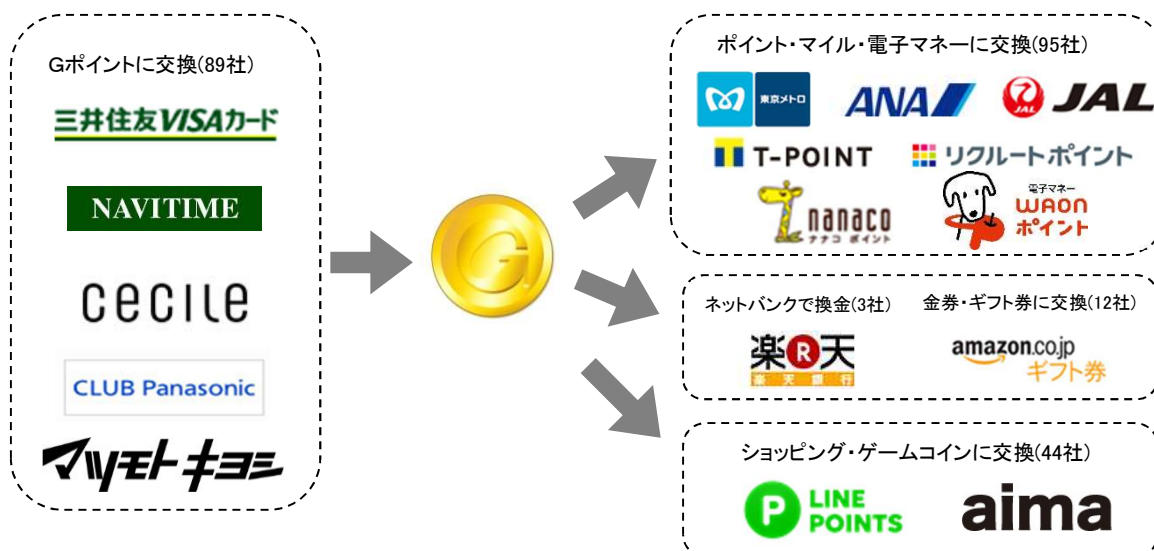 Gポイントに交換(89社)
三井住友VISAカード
NAVITIME
cecile
CLUB Panasonic
マツモトキヨシ
G
ポイント・マイル・電子マネーに交換(95社)
東京メトロ
ANA
JAL
JAL
T-POINT
リクルートポイント
nanaco
ナナコ ポイント
電子マネー
WAON
ポイント
ネットバンクで換金(3社)
楽R天
楽天銀行
金券・ギフト券に交換(12社)
amazon.co.jp
ギフト券
ショッピング・ゲームコインに交換(44社)
P LINE
POINTS
aima